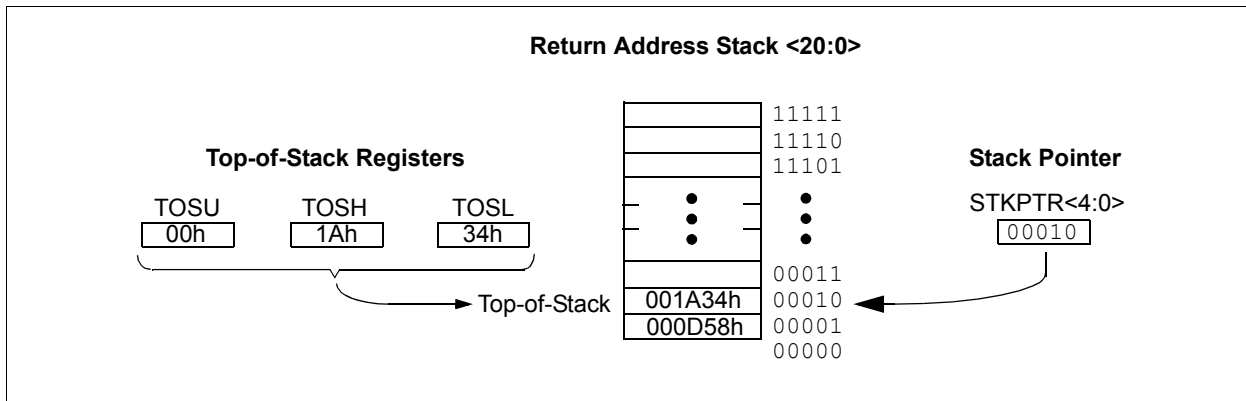 Return Address Stack <20:0>
11111
11110
Top-of-Stack Registers
11101
Stack Pointer
TOSU TOSH TOSL
STKPTR<4:0>
00h 1Ah 34h
00010
00011
Top-of-Stack 001A34h 00010
000D58h 00001
00000